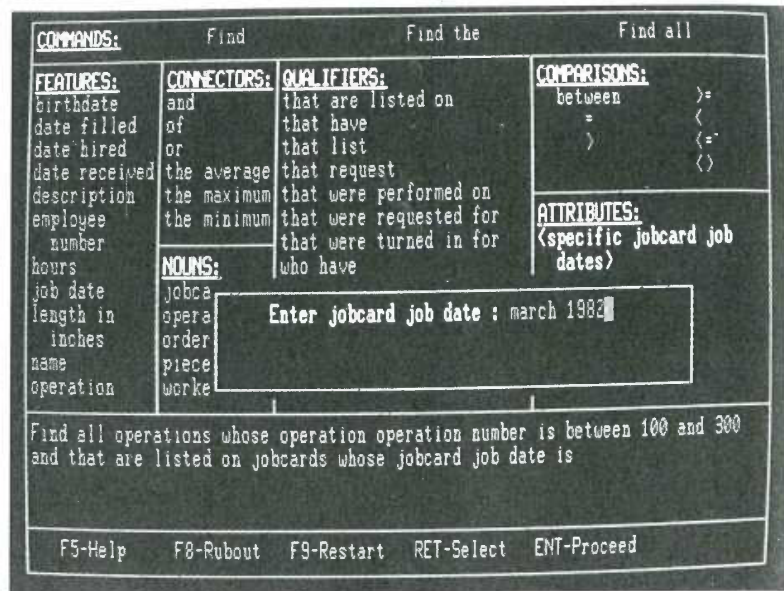 COMMANDS: Find Find the Find all
FEATURES:
birthdate
date filled
date hired
date received
description
employee
number
hours
job date
length in
inches
name
operation
CONNECTORS:
and
of
or
the average
the maximum
the minimum
NOUNS:
jobca
opera
order
piece
worke
QUALIFIERS:
that are listed on
that have
that list
that request
that were performed on
that were requested for
that were turned in for
who have
COMPARISONS:
between >=
= <
> <=
<>
ATTRIBUTES:
<specific jobcard job
dates>
Enter jobcard job date : march 1982
Find all operations whose operation operation number is between 100 and 300
and that are listed on jobcards whose jobcard job date is
F5-Help F8-Rubout F9-Restart RET-Select ENT-Proceed